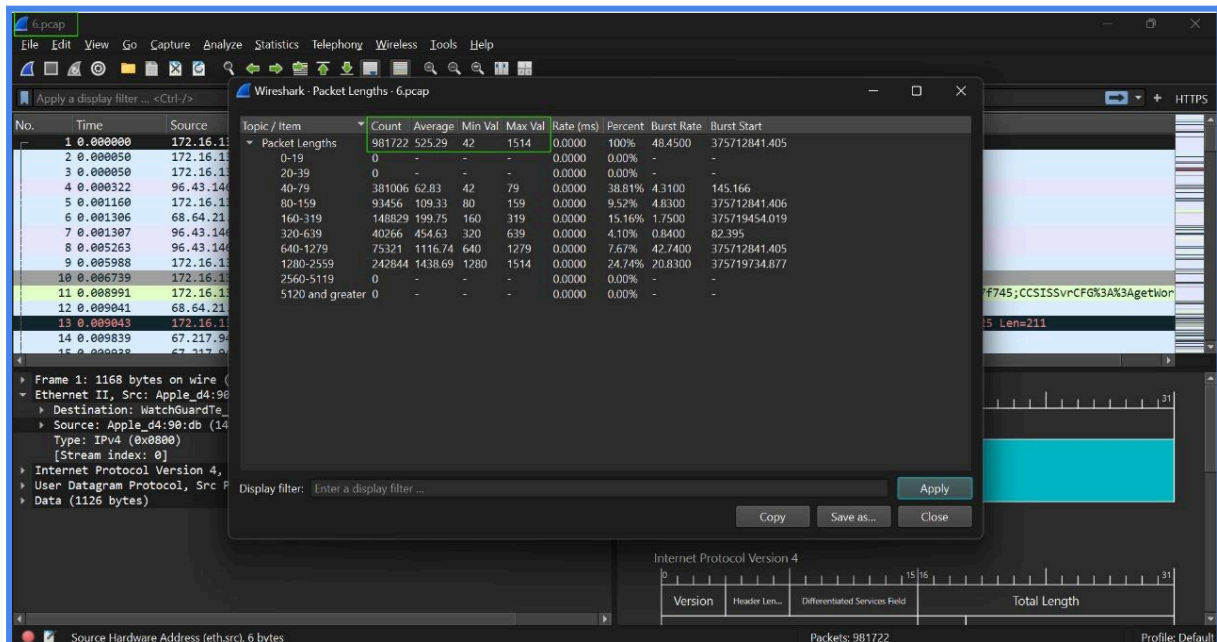 6.pcap
File Edit View Go Capture Analyze Statistics Telephony Wireless Tools Help
Apply a display filter ... <Ctrl-/>
+ HTTPS
Wireshark · Packet Lengths · 6.pcap
Topic / Item Count Average Min Val Max Val Rate (ms) Percent Burst Rate Burst Start
Packet Lengths 981722 525.29 42 1514 0.0000 100% 48.4500 375712841.405
0-19 0 - - - 0.0000 0.00% - -
20-39 0 - - - 0.0000 0.00% - -
40-79 381006 62.83 42 79 0.0000 38.81% 4.3100 145.166
80-159 93456 109.33 80 159 0.0000 9.52% 4.8300 375712841.406
160-319 148829 199.75 160 319 0.0000 15.16% 1.7500 375719454.019
320-639 40266 454.63 320 639 0.0000 4.10% 0.8400 82.395
640-1279 75321 1116.74 640 1279 0.0000 7.67% 42.7400 375712841.405
1280-2559 242844 1438.69 1280 1514 0.0000 24.74% 20.8300 375719734.877
2560-5119 0 - - - 0.0000 0.00% - -
5120 and greater 0 - - - 0.0000 0.00% - -
Display filter: Enter a display filter ...
Apply
Copy Save as... Close
No. Time Source
1 0.000000 172.16.1
2 0.000050 172.16.1
3 0.000050 172.16.1
4 0.000322 96.43.14
5 0.001160 172.16.1
6 0.001306 68.64.21
7 0.001307 96.43.14
8 0.005263 96.43.14
9 0.005988 172.16.1
10 0.006739 172.16.1
11 0.008991 172.16.1
f745;CCSISSvrCFG%3A%3AgetWor
12 0.009041 68.64.21
13 0.009043 172.16.1
25 Len=211
14 0.009839 67.217.9
Frame 1: 1168 bytes on wire (
Ethernet II, Src: Apple_d4:90
Destination: WatchGuardTe_
Source: Apple_d4:90:db (14
Type: IPv4 (0x0800)
[Stream index: 0]
Internet Protocol Version 4,
User Datagram Protocol, Src P
Data (1126 bytes)
31
Internet Protocol Version 4
0 15 16 31
Version Header Len... Differentiated Services Field Total Length
Source Hardware Address (eth.src), 6 bytes
Packets: 981722
Profile: Default